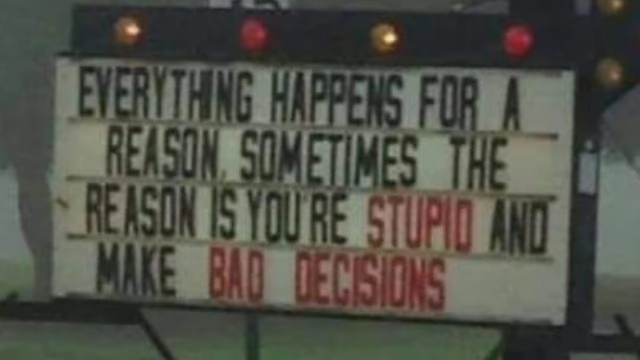 EVERYTHING HAPPENS FOR A
REASON. SOMETIMES THE
REASON IS YOU'RE STUPID AND
MAKE BAD DECISIONS